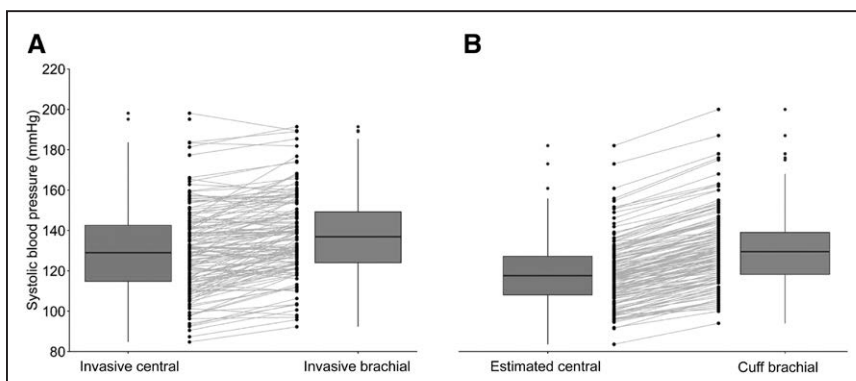 A
B
Systolic blood pressure (mmHg)
220
200
180
160
140
120
100
80
Invasive central
Invasive brachial
Estimated central
Cuff brachial